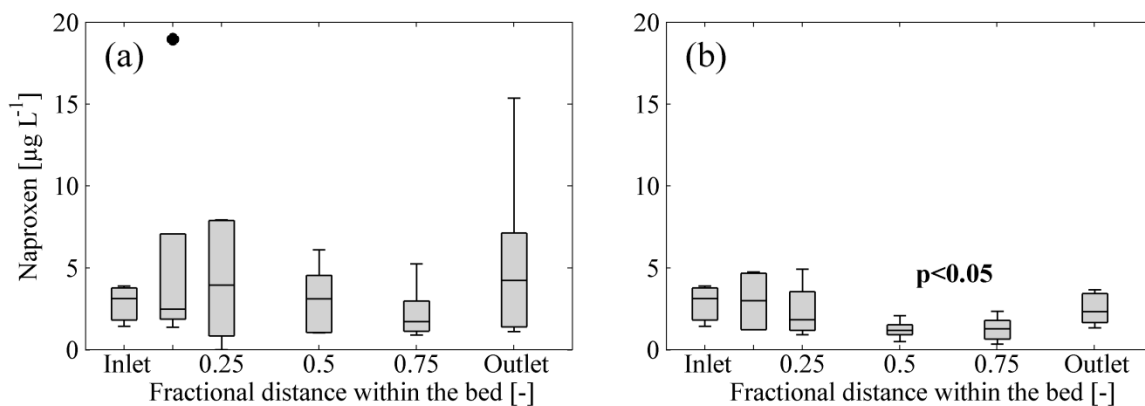 (a)
Naproxen [µg L⁻¹]
20
15
10
5
0
Inlet 0.25 0.5 0.75 Outlet
Fractional distance within the bed [-]
(b)
20
15
10
5
0
p<0.05
Inlet 0.25 0.5 0.75 Outlet
Fractional distance within the bed [-]